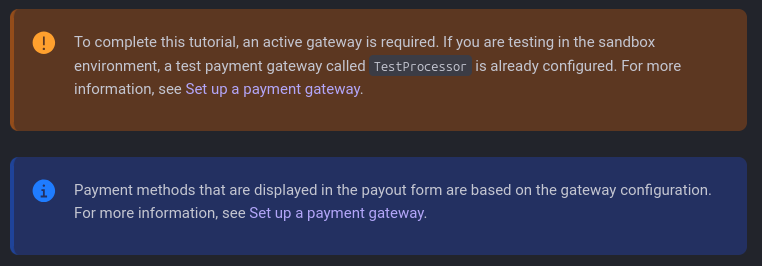 To complete this tutorial, an active gateway is required. If you are testing in the sandbox
environment, a test payment gateway called TestProcessor is already configured. For more
information, see Set up a payment gateway.
Payment methods that are displayed in the payout form are based on the gateway configuration.
For more information, see Set up a payment gateway.